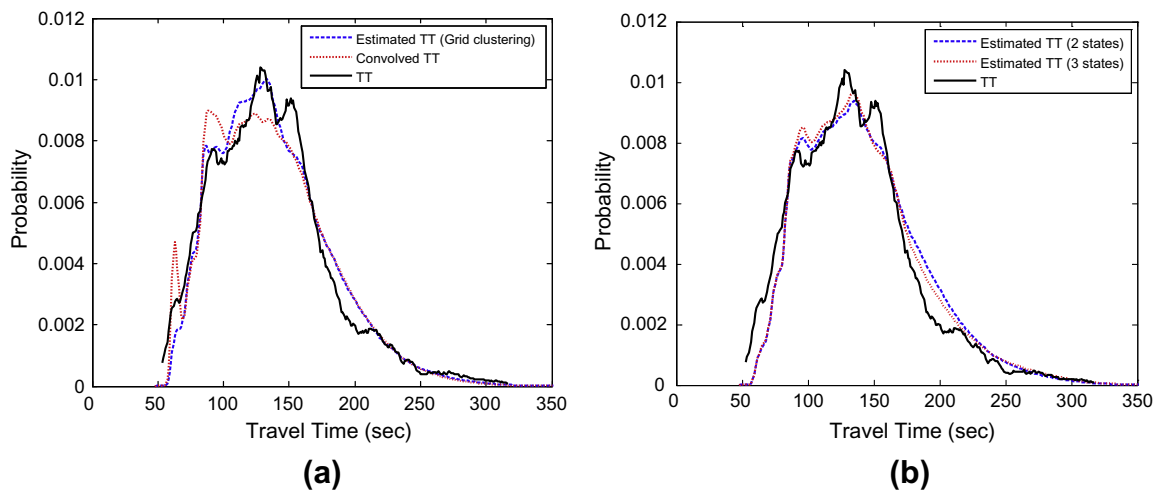 Estimated TT (Grid clustering)
Convolved TT
TT
0.012
0.01
0.008
0.006
0.004
0.002
0
Probability
0 50 100 150 200 250 300 350
Travel Time (sec)
(a)
Estimated TT (2 states)
Estimated TT (3 states)
TT
0.012
0.01
0.008
0.006
0.004
0.002
0
Probability
0 50 100 150 200 250 300 350
Travel Time (sec)
(b)